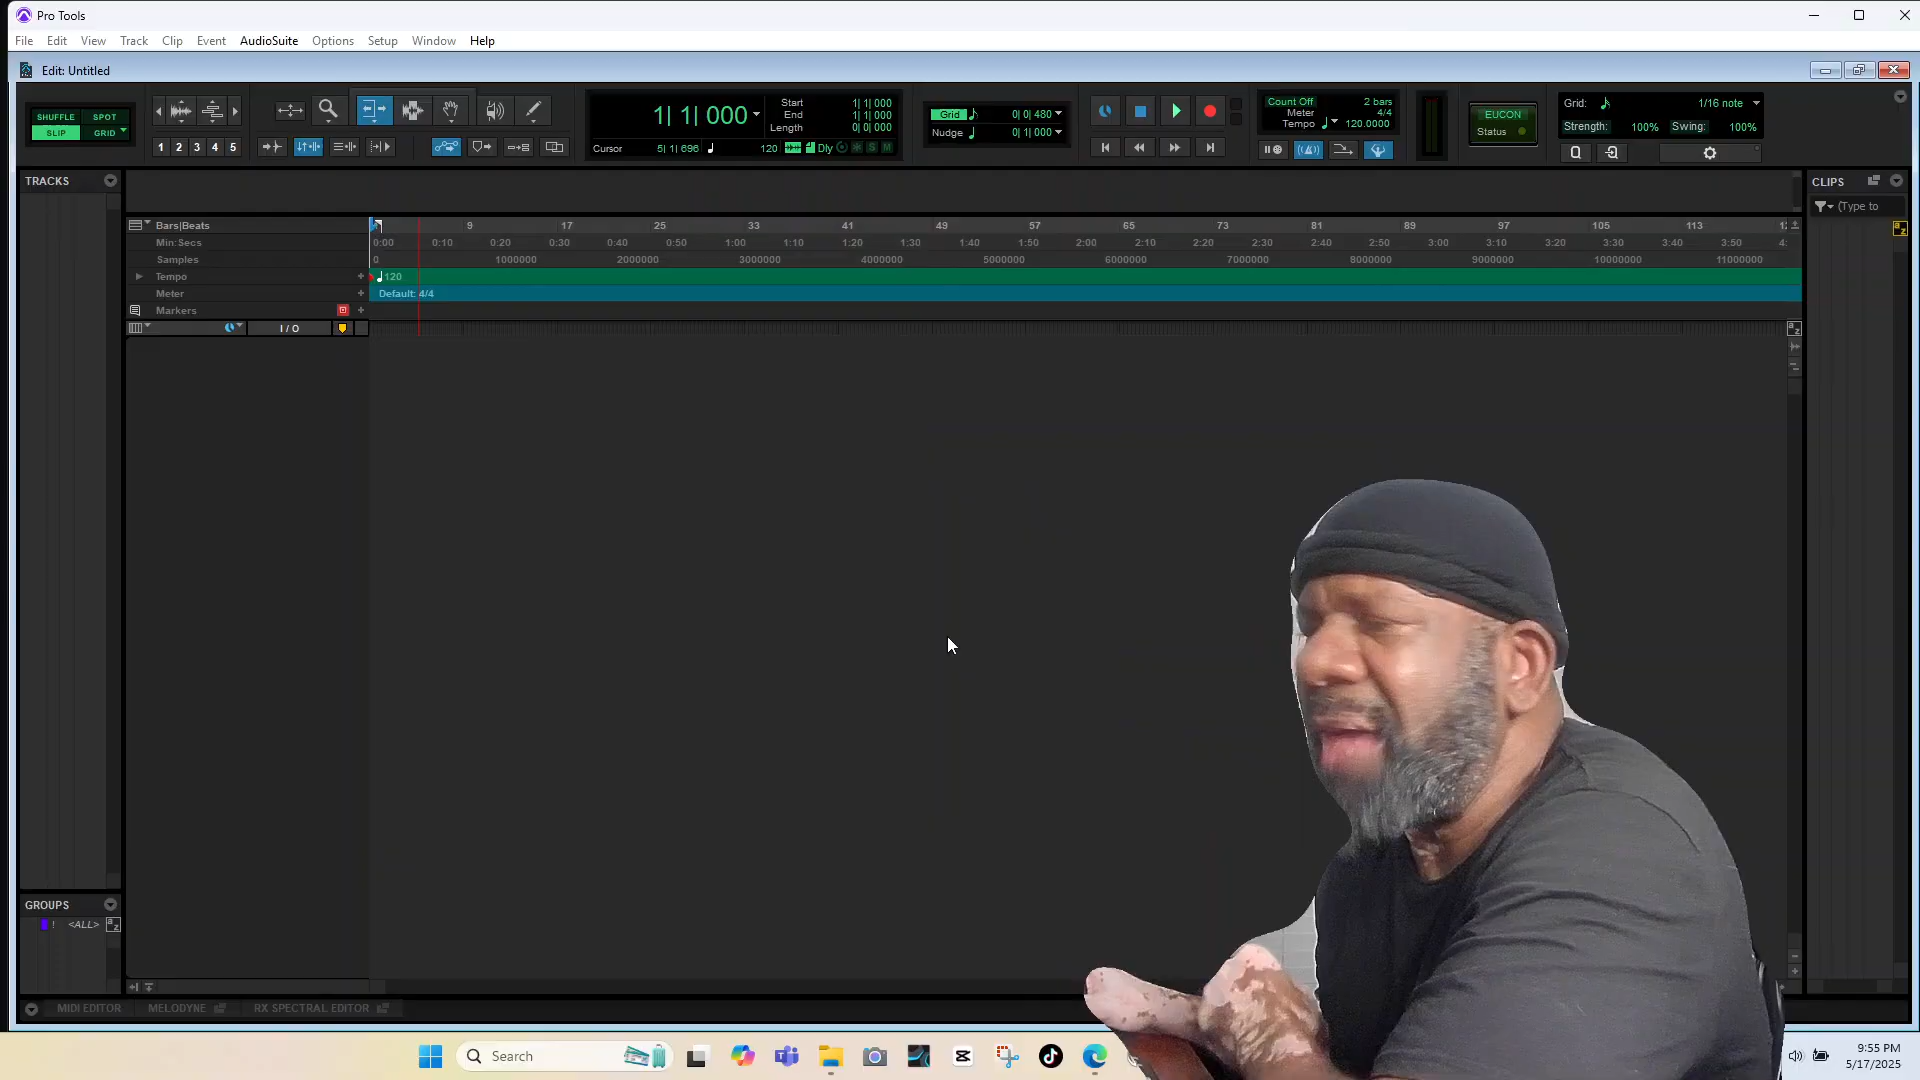 Pro Tools
File Edit View Track Clip Event AudioSuite Options Setup Window Help
Edit: Untitled
SHUFFLE SPOT
SLIP GRID
1 2 3 4 5
1| 1| 000
Start 1| 1| 000
End 1| 1| 000
Length 0| 0| 000
Cursor 5| 1| 696 120 Dly S M
Grid 0| 0| 480
Nudge 0| 1| 000
Count Off 2 bars
Meter 4/4
Tempo 120.0000
EUCON
Status
Grid: 1/16 note
Strength: 100% Swing: 100%
Q
TRACKS
CLIPS
(Type to
Bars|Beats 9 17 25 33 41 49 57 65 73 81 89 97 105 113
Min:Secs 0:00 0:10 0:20 0:30 0:40 0:50 1:00 1:10 1:20 1:30 1:40 1:50 2:00 2:10 2:20 2:30 2:40 2:50 3:00 3:10 3:20 3:30 3:40 4:
Samples 0 1000000 2000000 3000000 4000000 5000000 6000000 7000000 8000000 9000000 10000000 11000000
Tempo 120
Meter Default: 4/4
Markers
I / O
GROUPS
! <ALL>
MIDI EDITOR MELODYNE RX SPECTRAL EDITOR
Search
9:55 PM
5/17/2025